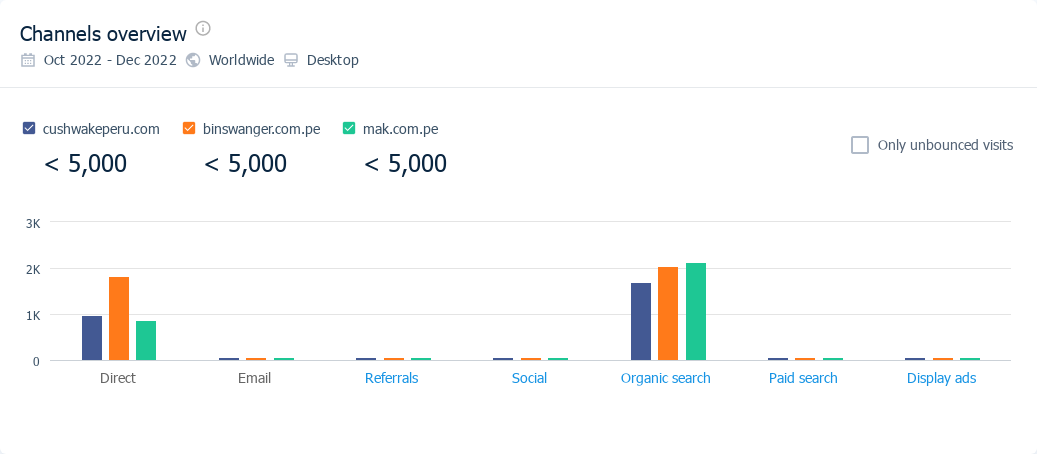 Channels overview
Oct 2022 - Dec 2022 Worldwide Desktop
cushwakeperu.com binswanger.com.pe mak.com.pe
< 5,000 < 5,000 < 5,000
Only unbounced visits
3K
2K
1K
0
Direct Email Referrals Social Organic search Paid search Display ads